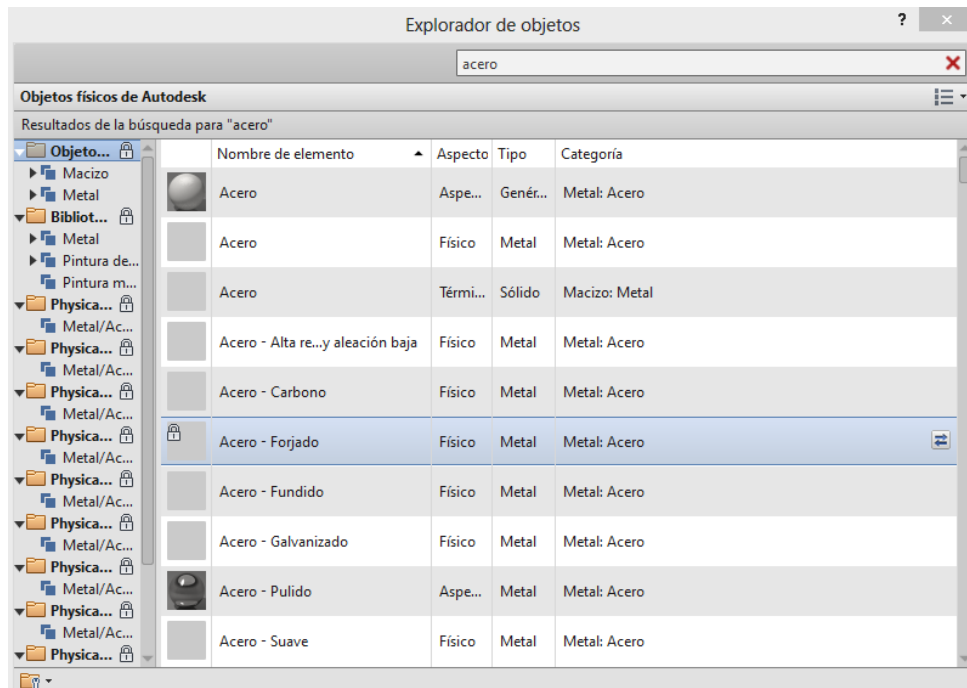 Explorador de objetos
?
acero
Objetos físicos de Autodesk
Resultados de la búsqueda para "acero"
Objeto...
Macizo
Metal
Bibliot...
Metal
Pintura de...
Pintura m...
Physica...
Metal/Ac...
Physica...
Metal/Ac...
Physica...
Metal/Ac...
Physica...
Metal/Ac...
Physica...
Metal/Ac...
Physica...
Metal/Ac...
Physica...
Metal/Ac...
Physica...
Metal/Ac...
Physica...
Nombre de elemento Aspecto Tipo Categoría
Acero Aspe... Genér... Metal: Acero
Acero Físico Metal Metal: Acero
Acero Térmi... Sólido Macizo: Metal
Acero - Alta re...y aleación baja Físico Metal Metal: Acero
Acero - Carbono Físico Metal Metal: Acero
Acero - Forjado Físico Metal Metal: Acero
Acero - Fundido Físico Metal Metal: Acero
Acero - Galvanizado Físico Metal Metal: Acero
Acero - Pulido Aspe... Metal Metal: Acero
Acero - Suave Físico Metal Metal: Acero